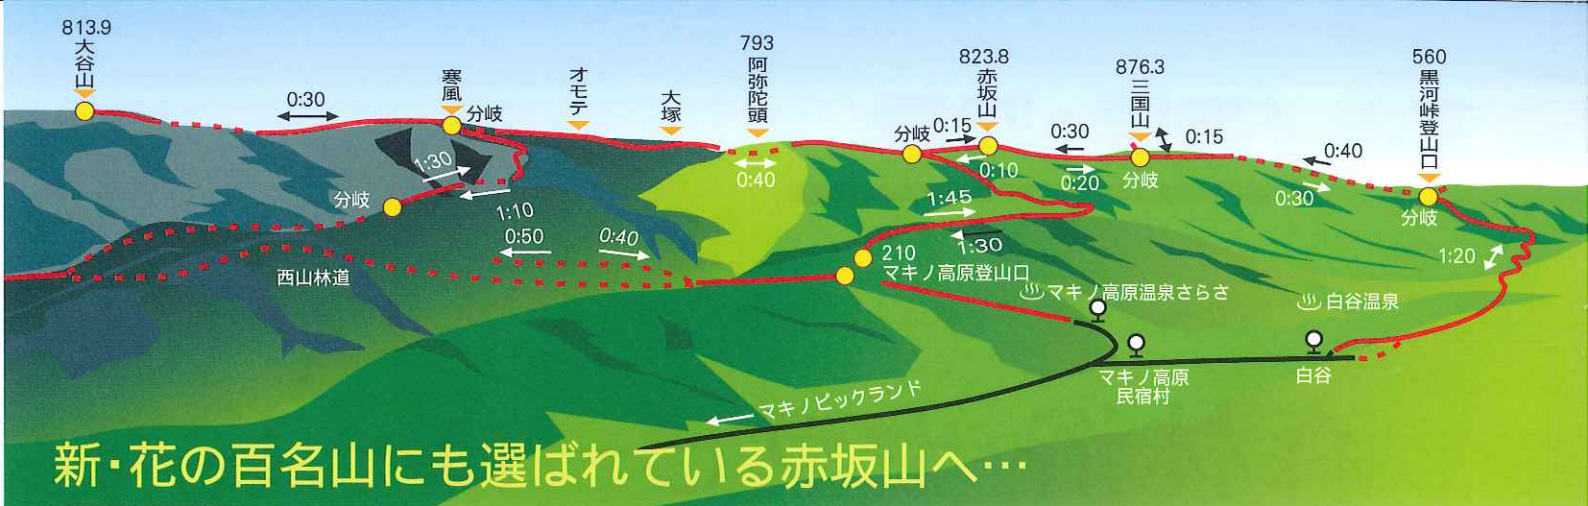 813.9
大谷山
0:30
寒風
分岐
オモテ
大塚
793
阿弥陀頭
0:40
分岐
0:15
823.8
赤坂山
0:10
0:30
0:20
876.3
三国山
分岐
0:15
0:40
0:30
560
黒河峠登山口
分岐
1:20
1:30
分岐
1:10
0:50
0:40
西山林道
1:45
1:30
210
マキノ高原登山口
マキノ高原温泉さらさ
白谷温泉
マキノ高原
民宿村
白谷
マキノピックランド
新・花の百名山にも選ばれている赤坂山へ…